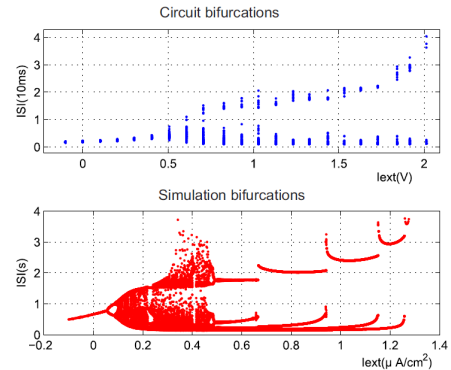 Circuit bifurcations
ISI(10ms)
4
3
2
1
0
0 0.5 1 1.5 2
Iext(V)
Simulation bifurcations
ISI(s)
4
3
2
1
0
−0.2 0 0.2 0.4 0.6 0.8 1 1.2 1.4
Iext(μ A/cm²)